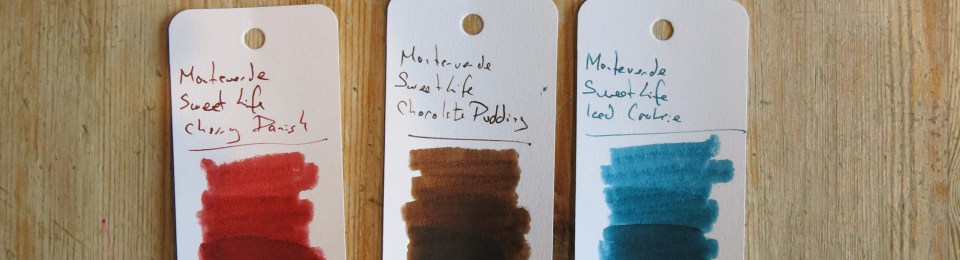 Monteverde
Sweet Life
Cherry Danish
Monteverde
Sweet Life
Chocolate Pudding
Monteverde
Sweet Life
Iced Cookie